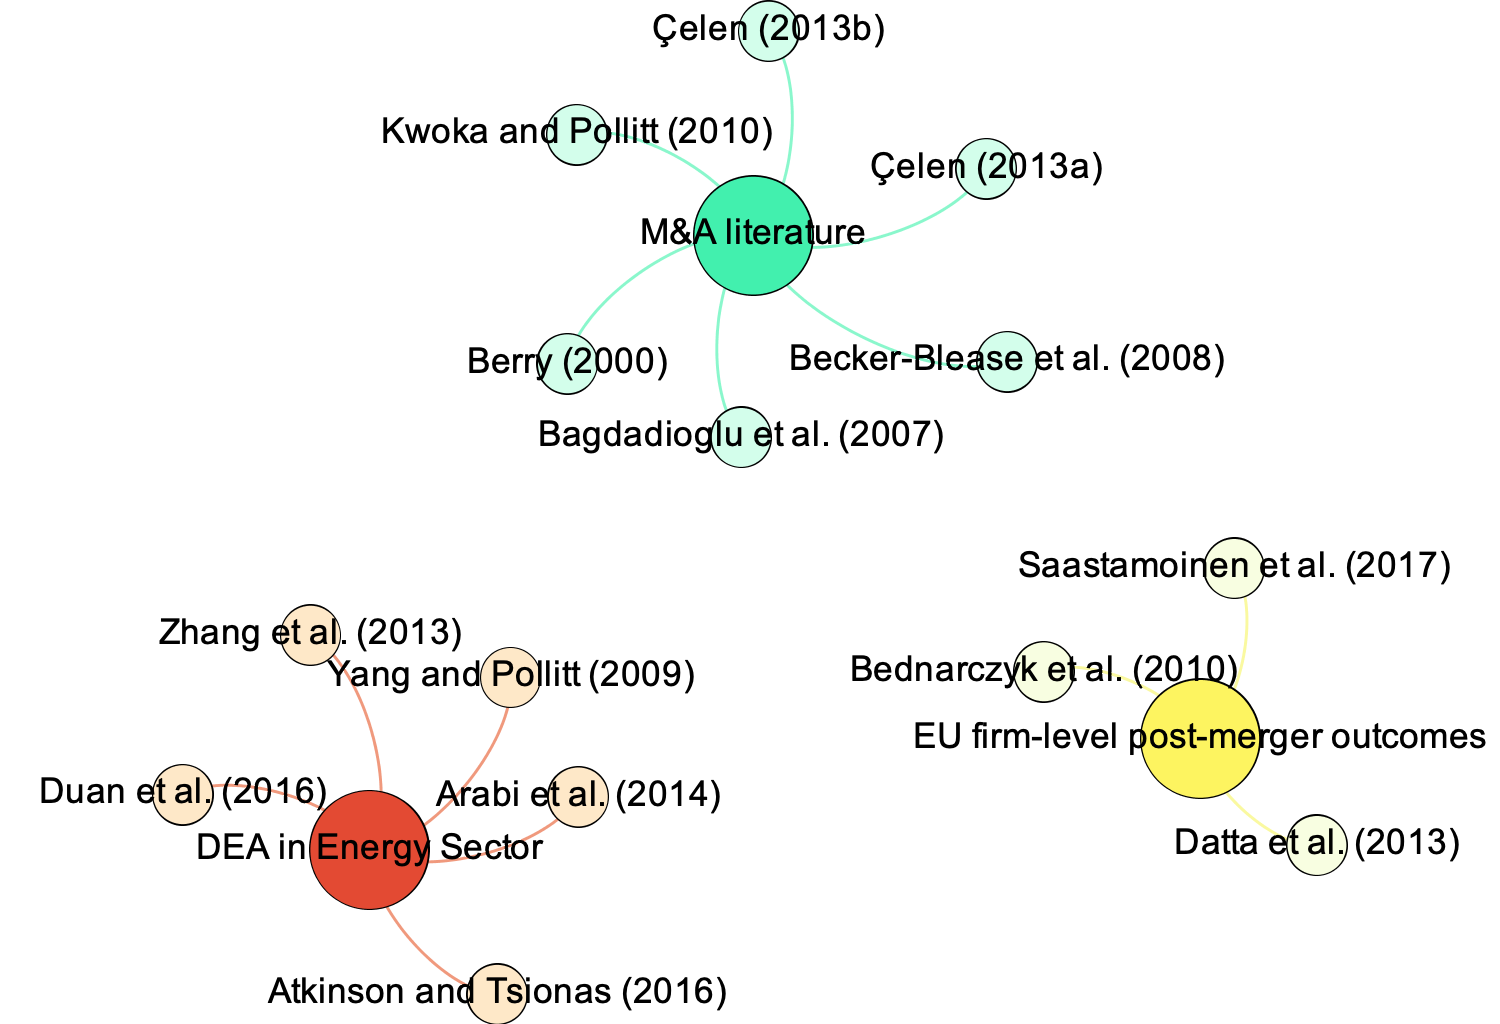 Çelen (2013b)
Kwoka and Pollitt (2010)
Çelen (2013a)
M&A literature
Berry (2000)
Becker-Blease et al. (2008)
Bagdadioglu et al. (2007)
Saastamoinen et al. (2017)
Zhang et al. (2013)
Yang and Pollitt (2009)
Bednarczyk et al. (2010)
EU firm-level post-merger outcomes
Duan et al. (2016)
Arabi et al. (2014)
DEA in Energy Sector
Datta et al. (2013)
Atkinson and Tsionas (2016)